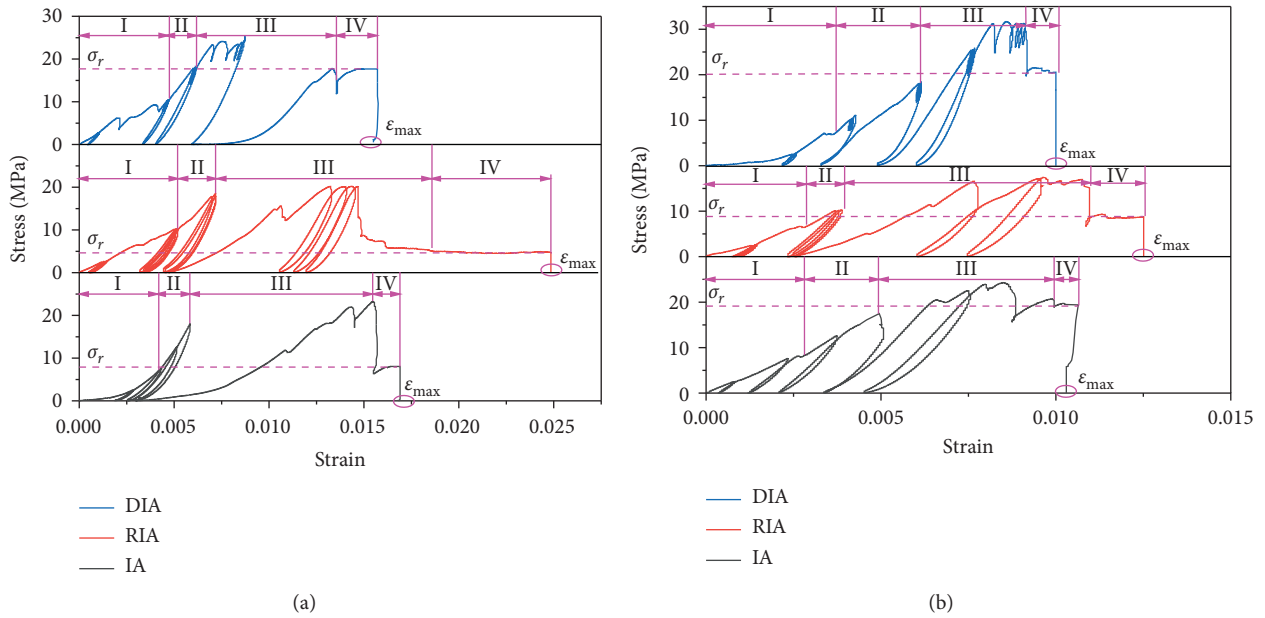 I II III IV
30
20
10
0
σr
εmax
I II III IV
30
20
10
0
σr
εmax
I II III IV
20
10
0
σr
εmax
Stress (MPa)
0.000 0.005 0.010 0.015 0.020 0.025
Strain
DIA
RIA
IA
(a)
I II III IV
40
30
20
10
0
σr
εmax
I II III IV
10
0
σr
εmax
I II III IV
20
10
0
σr
εmax
Stress (MPa)
0.000 0.005 0.010 0.015
Strain
DIA
RIA
IA
(b)